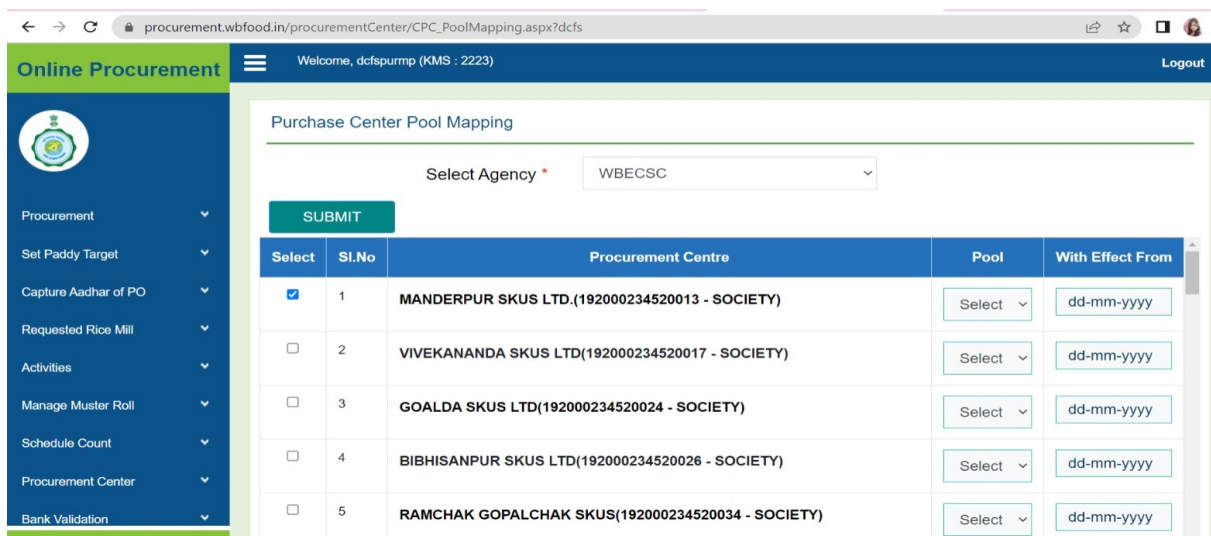 procurement.wbfood.in/procurementCenter/CPC_PoolMapping.aspx?dcfs
Online Procurement
Welcome, dcfspurmp (KMS : 2223)
Logout
Purchase Center Pool Mapping
Select Agency * WBECSC
SUBMIT
Procurement
Set Paddy Target
Capture Aadhar of PO
Requested Rice Mill
Activities
Manage Muster Roll
Schedule Count
Procurement Center
Bank Validation
Select Sl.No Procurement Centre Pool With Effect From
1 MANDERPUR SKUS LTD.(192000234520013 - SOCIETY) Select dd-mm-yyyy
2 VIVEKANANDA SKUS LTD(192000234520017 - SOCIETY) Select dd-mm-yyyy
3 GOALDA SKUS LTD(192000234520024 - SOCIETY) Select dd-mm-yyyy
4 BIBHISANPUR SKUS LTD(192000234520026 - SOCIETY) Select dd-mm-yyyy
5 RAMCHAK GOPALCHAK SKUS(192000234520034 - SOCIETY) Select dd-mm-yyyy